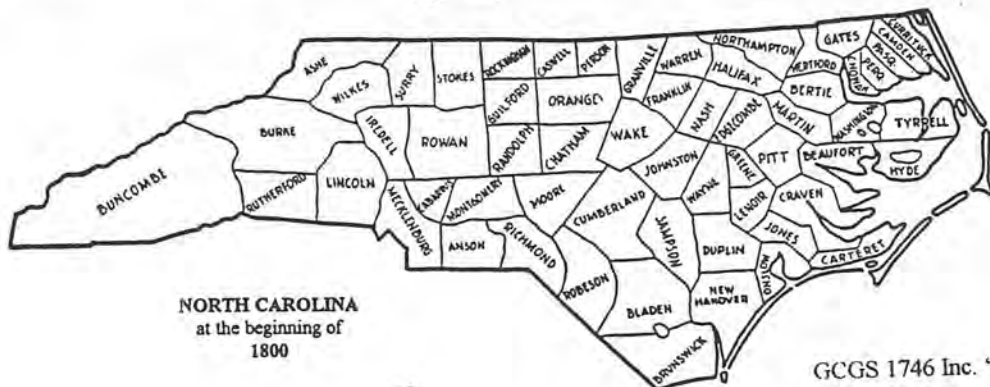 ASHE
WILKES
SURRY
STOKES
ROCKINGHAM
CASWELL
PERSON
GRANVILLE
WARREN
NORTHAMPTON
GATES
HERTFORD
CHOWAN
PERQ
PASQ
CAMDEN
CURRITUCK
HALIFAX
BERTIE
FRANKLIN
NASH
MARTIN
WASHINGTON
TYRRELL
GUILFORD
ORANGE
WAKE
BURKE
IREDELL
ROWAN
RANDOLPH
CHATHAM
JOHNSTON
GREENE
PITT
BEAUFORT
HYDE
BUNCOMBE
RUTHERFORD
LINCOLN
MECKLENBURG
CABARRUS
MONTGOMERY
MOORE
CUMBERLAND
WAYNE
LENOIR
CRAVEN
JONES
CARTERET
ANSON
RICHMOND
SAMPSON
DUPLIN
ONSLOW
ROBESON
BLADEN
NEW
HANOVER
BRUNSWICK
NORTH CAROLINA
at the beginning of
1800
GCGS 1746 Inc.